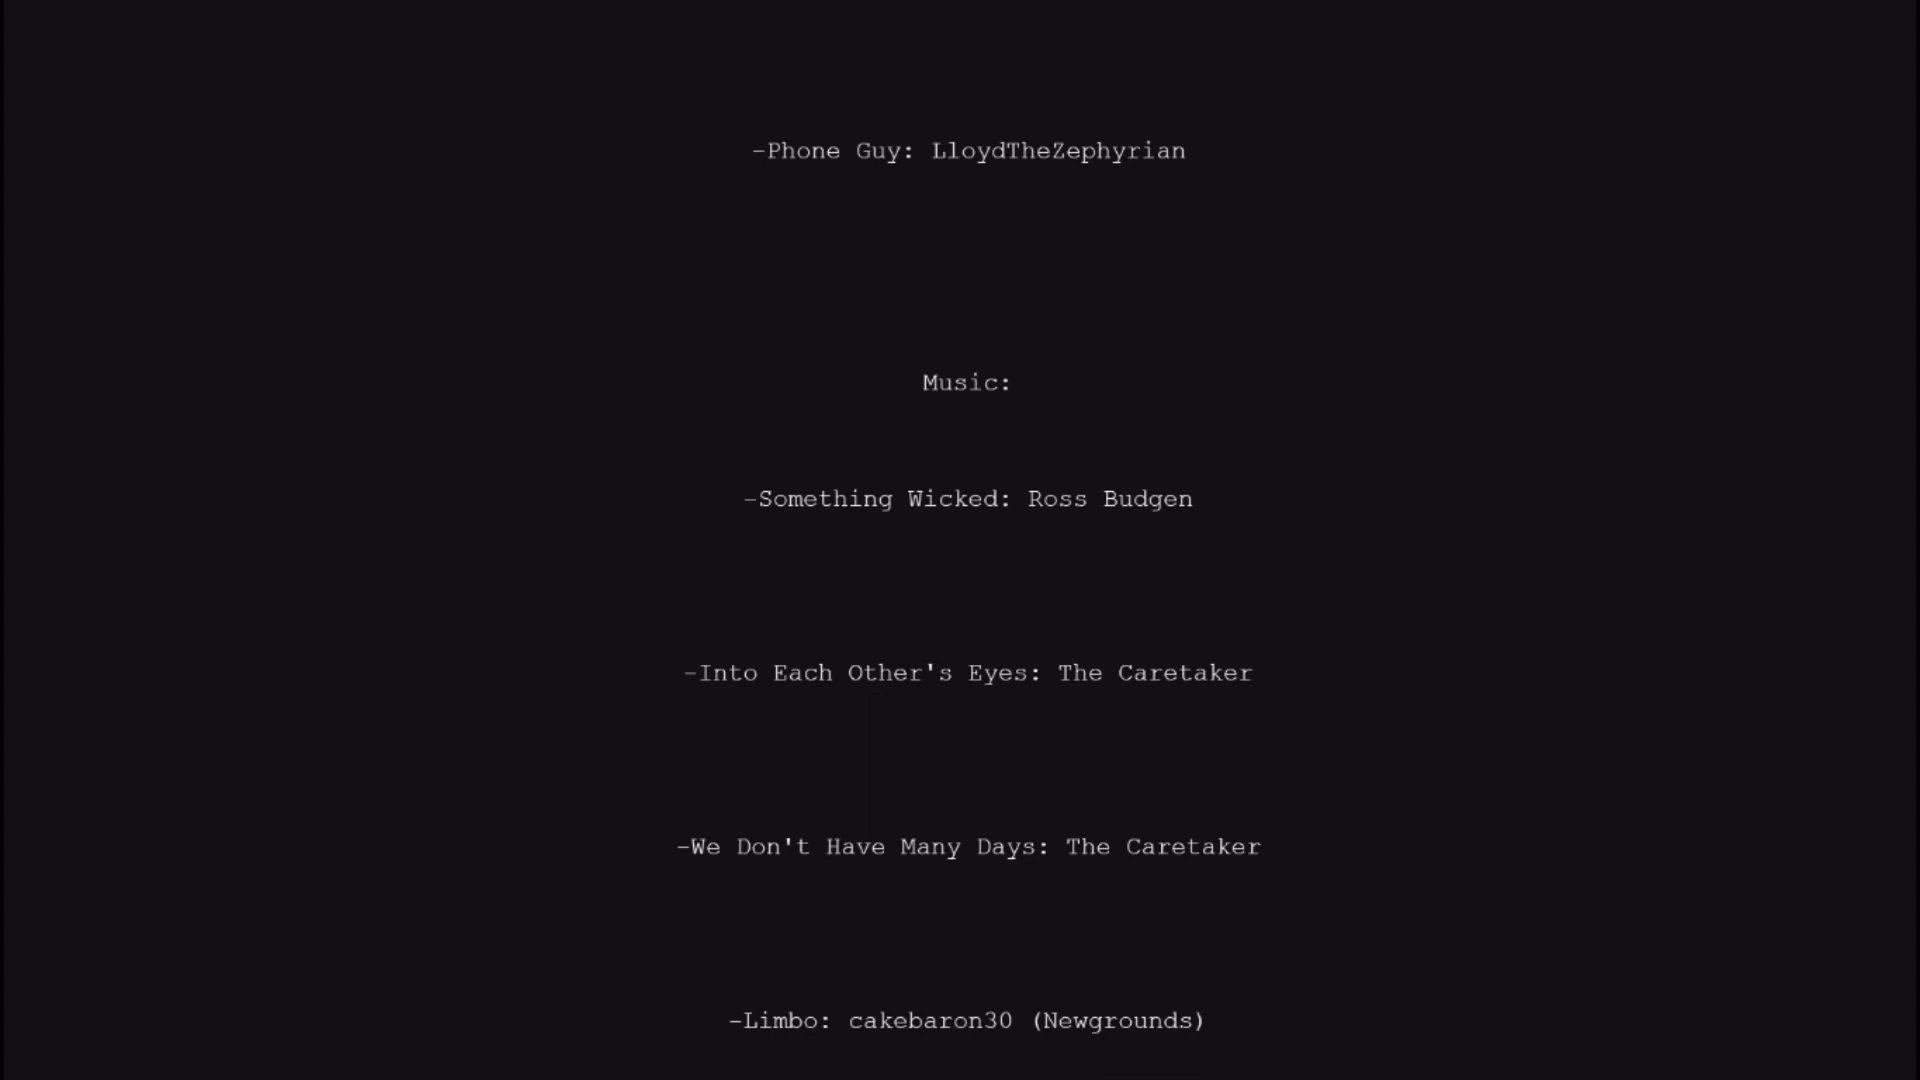 -Phone Guy: LloydTheZephyrian
Music:
-Something Wicked: Ross Budgen
-Into Each Other's Eyes: The Caretaker
-We Don't Have Many Days: The Caretaker
-Limbo: cakebaron30 (Newgrounds)